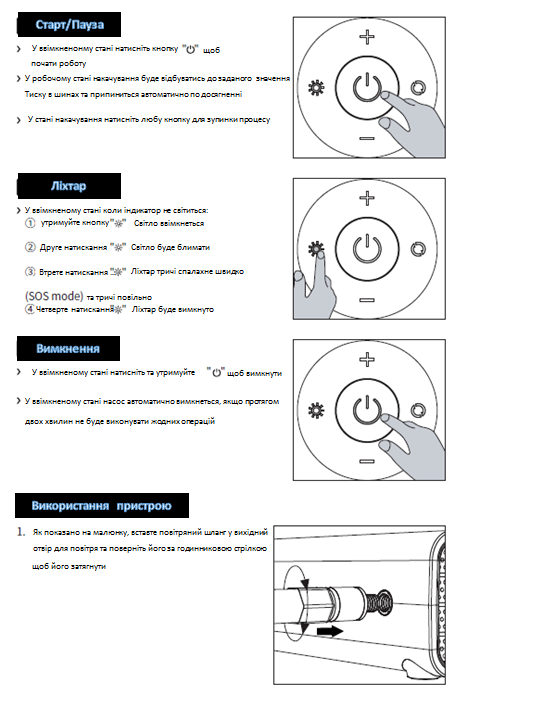 Старт/Пауза
У ввімкненонму стані натисніть кнопку "⏻" щоб
почати роботу
У робочому стані накачування буде відбуватись до заданого значення
Тиску в шинах та припиниться автоматично по досягненні
У стані накачування натисніть любу кнопку для зупинки процесу
Ліхтар
У ввімкненому стані коли індикатор не світиться:
① утримуйте кнопку "☼" Світло ввімкнеться
② Друге натискання "☼" Світло буде блимати
③ Втрете натискання "☼" Ліхтар тричі спалахне швидко
(SOS mode) та тричі повільно
④ Четверте натискання "☼" Ліхтар буде вимкнуто
Вимкнення
У ввімкненому стані натисніть та утримуйте "⏻" щоб вимкнути
У ввімкненому стані насос автоматично вимкнеться, якщо протягом
двох хвилин не буде виконувати жодних операцій
Використання пристрою
1. Як показано на малюнку, вставте повітряний шланг у вихідний
отвір для повітря та поверніть його за годинниковою стрілкою
щоб його затягнути